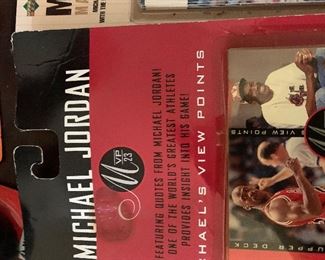 MICHAEL JORDAN
VP
23
FEATURING QUOTES FROM MICHAEL JORDAN!
ONE OF THE WORLD'S GREATEST ATHLETES
PROVIDES INSIGHT INTO HIS GAME!
CHAEL'S VIEW POINTS
VIEW POINTS
UPPER DECK